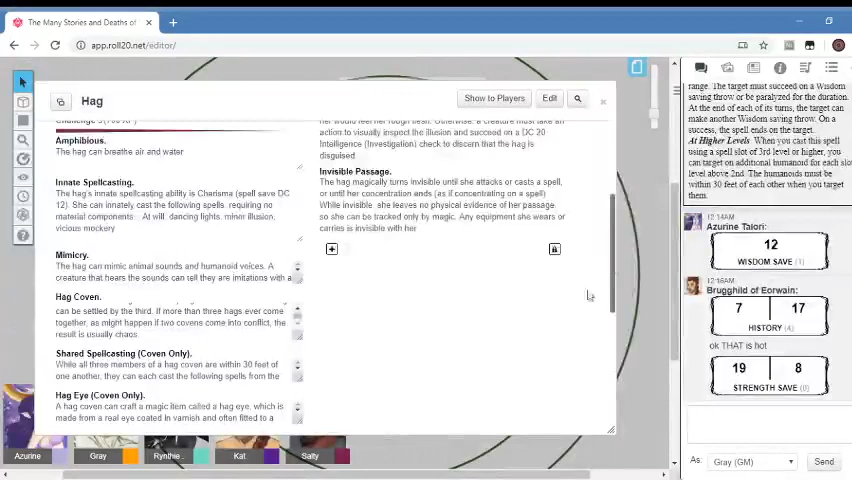 The Many Stories and Deaths of
app.roll20.net/editor/
Hag
Show to Players
Edit
Amphibious.
The hag can breathe air and water
Innate Spellcasting.
The hag's innate spellcasting ability is Charisma (spell save DC
12). She can innately cast the following spells, requiring no
material components: At will: dancing lights, minor illusion,
vicious mockery
Mimicry.
The hag can mimic animal sounds and humanoid voices. A
creature that hears the sounds can tell they are imitations with a
Hag Coven.
can be settled by the third. If more than three hags ever come
together, as might happen if two covens come into conflict, the
result is usually chaos.
Shared Spellcasting (Coven Only).
While all three members of a hag coven are within 30 feet of
one another, they can each cast the following spells from the
Hag Eye (Coven Only).
A hag coven can craft a magic item called a hag eye, which is
made from a real eye coated in varnish and often fitted to a
action to visually inspect the illusion and succeed on a DC 20
Intelligence (Investigation) check to discern that the hag is
disguised
Invisible Passage.
The hag magically turns invisible until she attacks or casts a spell,
or until her concentration ends (as if concentrating on a spell)
While invisible she leaves no physical evidence of her passage,
so she can be tracked only by magic. Any equipment she wears or
carries is invisible with her
Azurine
Gray
Rynthie
Kat
Salty
range. The target must succeed on a Wisdom
saving throw or be paralyzed for the duration.
At the end of each of its turns, the target can
make another Wisdom saving throw. On a
success, the spell ends on the target.
At Higher Levels When you cast this spell
using a spell slot of 3rd level or higher, you
can target on additional humanoid for each slot
level above 2nd. The humanoids must be
within 30 feet of each other when you target
them.
12:14AM
Azurine Talori:
12
WISDOM SAVE (1)
12:16AM
Brugghild of Eorwain:
7 17
HISTORY (4)
ok THAT is hot
19 8
STRENGTH SAVE (0)
As:
Gray (GM)
Send